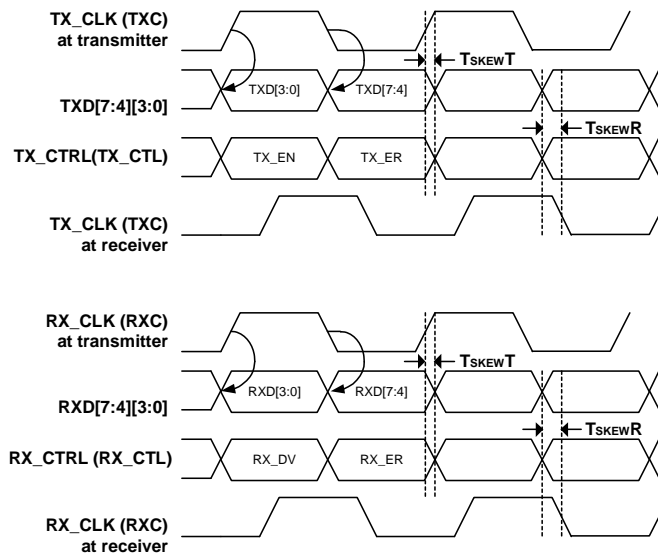 TX_CLK (TXC)
at transmitter
TSKEWT
TXD[7:4][3:0]
TXD[3:0]
TXD[7:4]
TSKEWR
TX_CTRL(TX_CTL)
TX_EN
TX_ER
TX_CLK (TXC)
at receiver
RX_CLK (RXC)
at transmitter
TSKEWT
RXD[7:4][3:0]
RXD[3:0]
RXD[7:4]
TSKEWR
RX_CTRL (RX_CTL)
RX_DV
RX_ER
RX_CLK (RXC)
at receiver